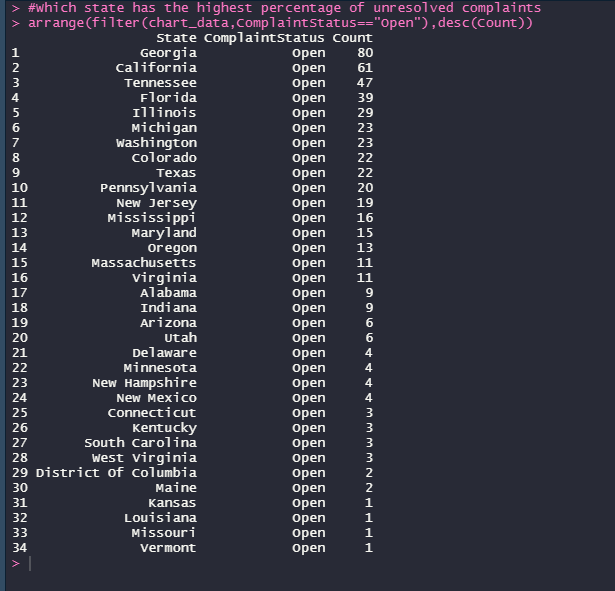 > #Which state has the highest percentage of unresolved complaints
> arrange(filter(chart_data,ComplaintStatus=="Open"),desc(Count))
State ComplaintStatus Count
1 Georgia Open 80
2 California Open 61
3 Tennessee Open 47
4 Florida Open 39
5 Illinois Open 29
6 Michigan Open 23
7 Washington Open 23
8 Colorado Open 22
9 Texas Open 22
10 Pennsylvania Open 20
11 New Jersey Open 19
12 Mississippi Open 16
13 Maryland Open 15
14 Oregon Open 13
15 Massachusetts Open 11
16 Virginia Open 11
17 Alabama Open 9
18 Indiana Open 9
19 Arizona Open 6
20 Utah Open 6
21 Delaware Open 4
22 Minnesota Open 4
23 New Hampshire Open 4
24 New Mexico Open 4
25 Connecticut Open 3
26 Kentucky Open 3
27 South Carolina Open 3
28 West Virginia Open 3
29 District Of Columbia Open 2
30 Maine Open 2
31 Kansas Open 1
32 Louisiana Open 1
33 Missouri Open 1
34 Vermont Open 1
>